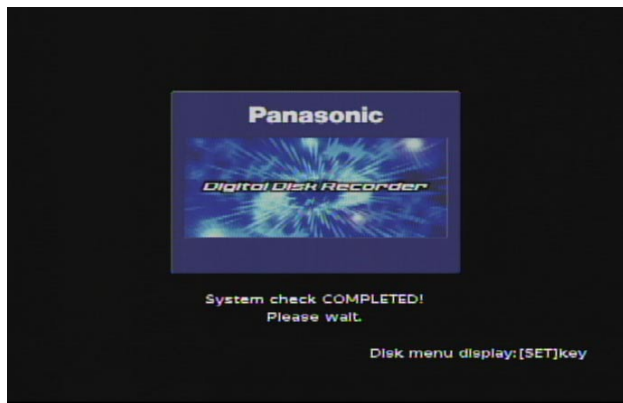 Panasonic
Digital Disk Recorder
System check COMPLETED!
Please wait.
Disk menu display:[SET]key